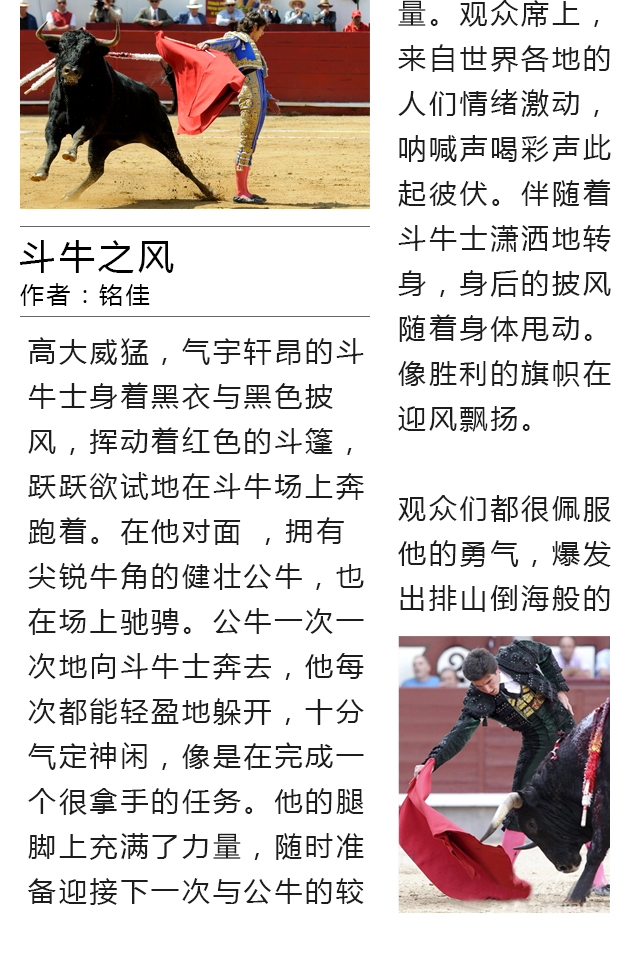 斗牛之风
作者：铭佳
高大威猛，气宇轩昂的斗
牛士身着黑衣与黑色披
风，挥动着红色的斗篷，
跃跃欲试地在斗牛场上奔
跑着。在他对面 ，拥有
尖锐牛角的健壮公牛，也
在场上驰骋。公牛一次一
次地向斗牛士奔去，他每
次都能轻盈地躲开，十分
气定神闲，像是在完成一
个很拿手的任务。他的腿
脚上充满了力量，随时准
备迎接下一次与公牛的较
量。观众席上，
来自世界各地的
人们情绪激动，
呐喊声喝彩声此
起彼伏。伴随着
斗牛士潇洒地转
身，身后的披风
随着身体甩动。
像胜利的旗帜在
迎风飘扬。
观众们都很佩服
他的勇气，爆发
出排山倒海般的